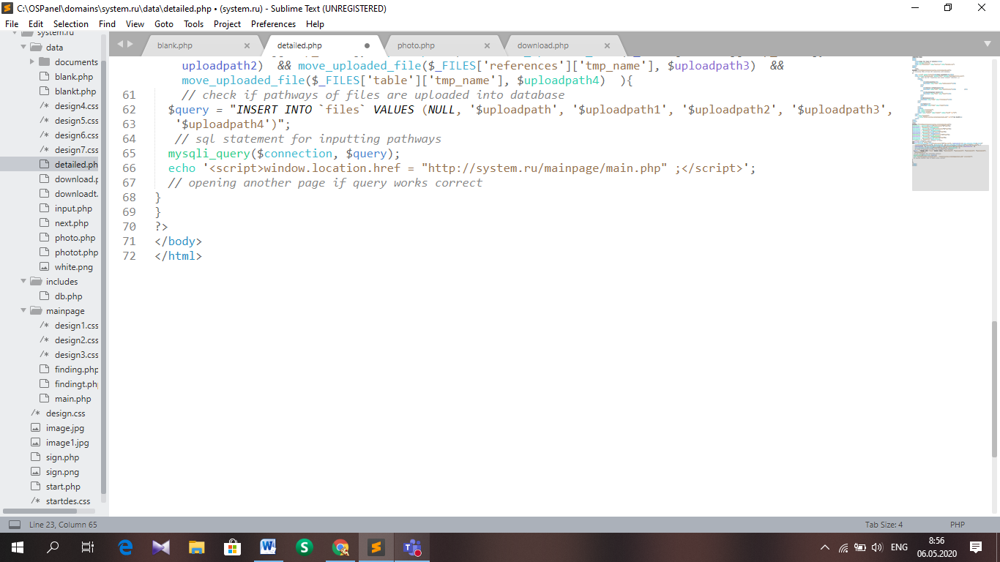 C:\OSPanel\domains\system.ru\data\detailed.php • (system.ru) - Sublime Text (UNREGISTERED)
File Edit Selection Find View Goto Tools Project Preferences Help
system.ru
data
documents
blank.php
blankt.php
design4.css
design5.css
design6.css
design7.css
detailed.ph
download.p
downloadt.
input.php
next.php
photo.php
photot.php
white.png
includes
db.php
mainpage
design1.css
design2.css
design3.css
finding.php
findingt.ph
main.php
design.css
image.jpg
image1.jpg
sign.php
sign.png
start.php
startdes.css
blank.php detailed.php photo.php download.php
uploadpath2)  && move_uploaded_file($_FILES['references']['tmp_name'], $uploadpath3)  &&
move_uploaded_file($_FILES['table']['tmp_name'], $uploadpath4)  ){
61 // check if pathways of files are uploaded into database
62 $query = "INSERT INTO `files` VALUES (NULL, '$uploadpath', '$uploadpath1', '$uploadpath2', '$uploadpath3',
63 '$uploadpath4')";
64 // sql statement for inputting pathways
65 mysqli_query($connection, $query);
66 echo '<script>window.location.href = "http://system.ru/mainpage/main.php" ;</script>';
67 // opening another page if query works correct
68 }
69 }
70 ?>
71 </body>
72 </html>
Line 23, Column 65 Tab Size: 4 PHP
ENG
8:56
06.05.2020